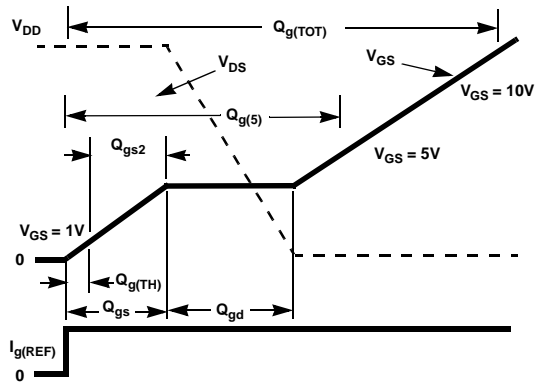 V_DD
Q_g(TOT)
V_DS
V_GS
V_GS = 10V
Q_g(5)
Q_gs2
V_GS = 5V
V_GS = 1V
0
Q_g(TH)
Q_gs
Q_gd
I_g(REF)
0